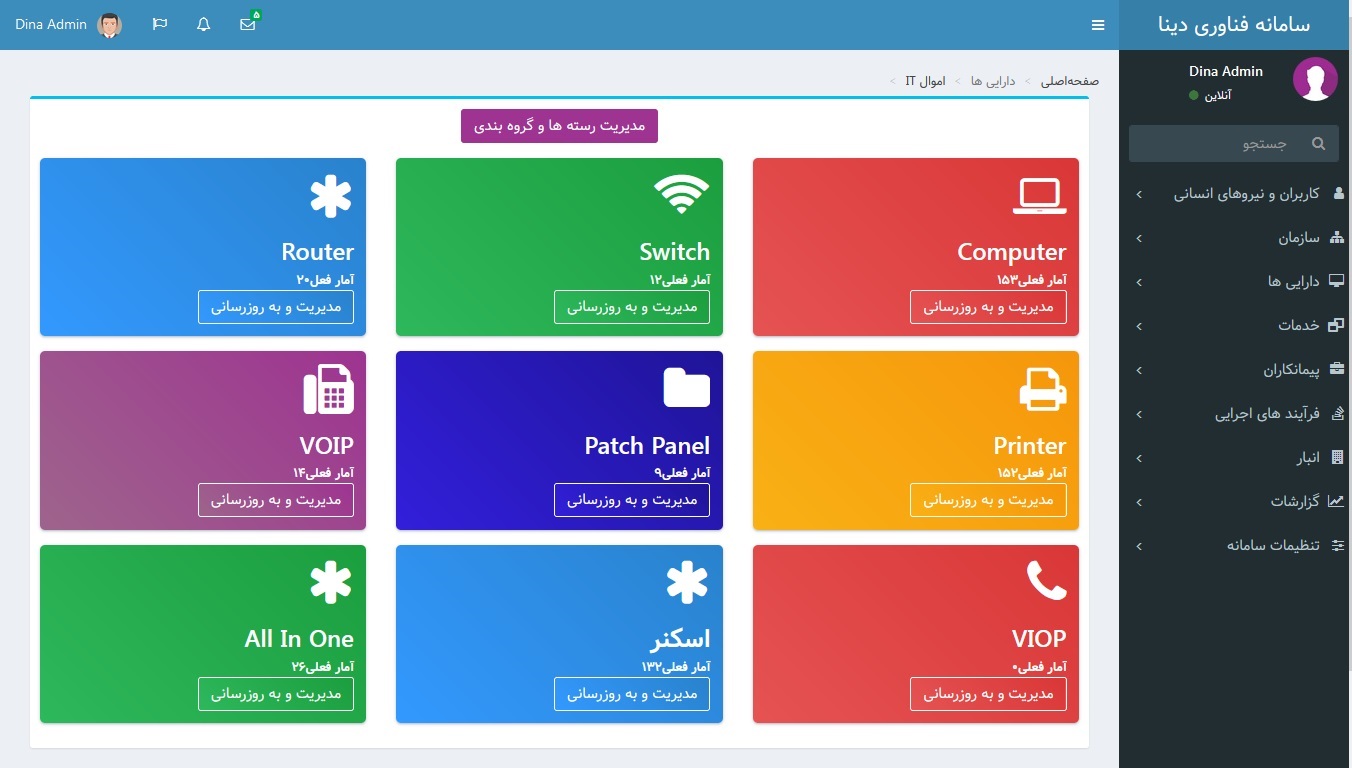 سامانه فناوری دینا
۵
Dina Admin
Dina Admin
آنلاین
جستجو
کاربران و نیروهای انسانی
سازمان
دارایی ها
خدمات
پیمانکاران
فرآیند های اجرایی
انبار
گزارشات
تنظیمات سامانه
صفحه‌اصلی > دارایی ها > اموال IT >
مدیریت رسته ها و گروه بندی
Computer
آمار فعلی۱۵۳
مدیریت و به روزرسانی
Switch
آمار فعلی۱۲
مدیریت و به روزرسانی
Router
آمار فعل۲۰
مدیریت و به روزرسانی
Printer
آمار فعلی۱۵۲
مدیریت و به روزرسانی
Patch Panel
آمار فعلی۹
مدیریت و به روزرسانی
VOIP
آمار فعلی۱۴
مدیریت و به روزرسانی
VIOP
آمار فعلی۰
مدیریت و به روزرسانی
اسکنر
آمار فعلی۱۳۲
مدیریت و به روزرسانی
All In One
آمار فعلی۲۶
مدیریت و به روزرسانی